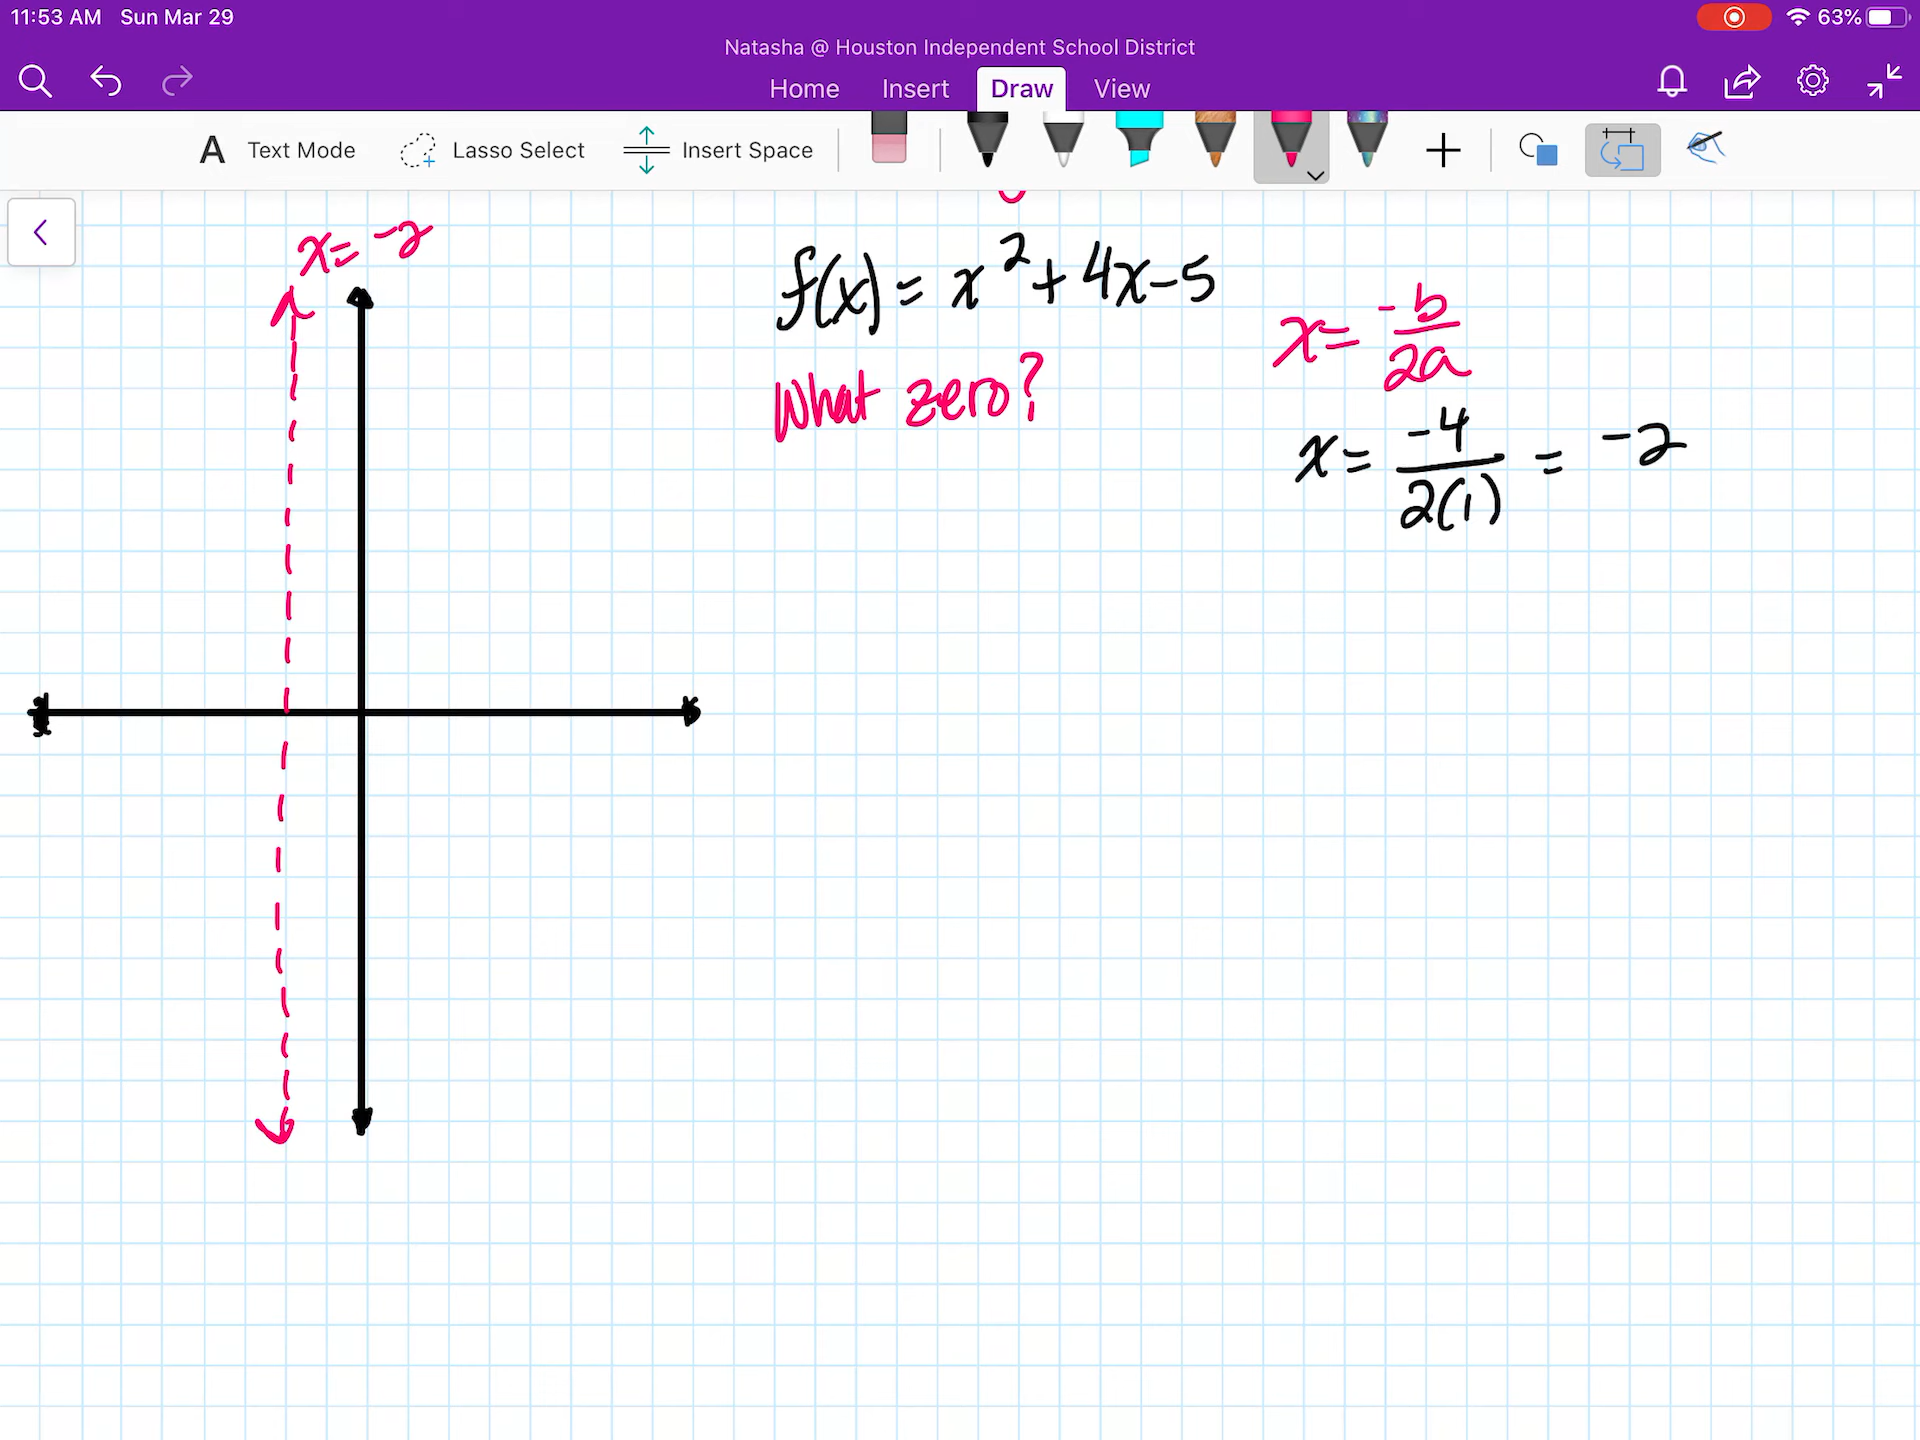 11:53 AM Sun Mar 29
63%
Natasha @ Houston Independent School District
Home Insert Draw View
A Text Mode Lasso Select Insert Space
x = -2
f(x) = x² + 4x - 5
What zero?
x = -b/2a
x = -4/2(1) = -2